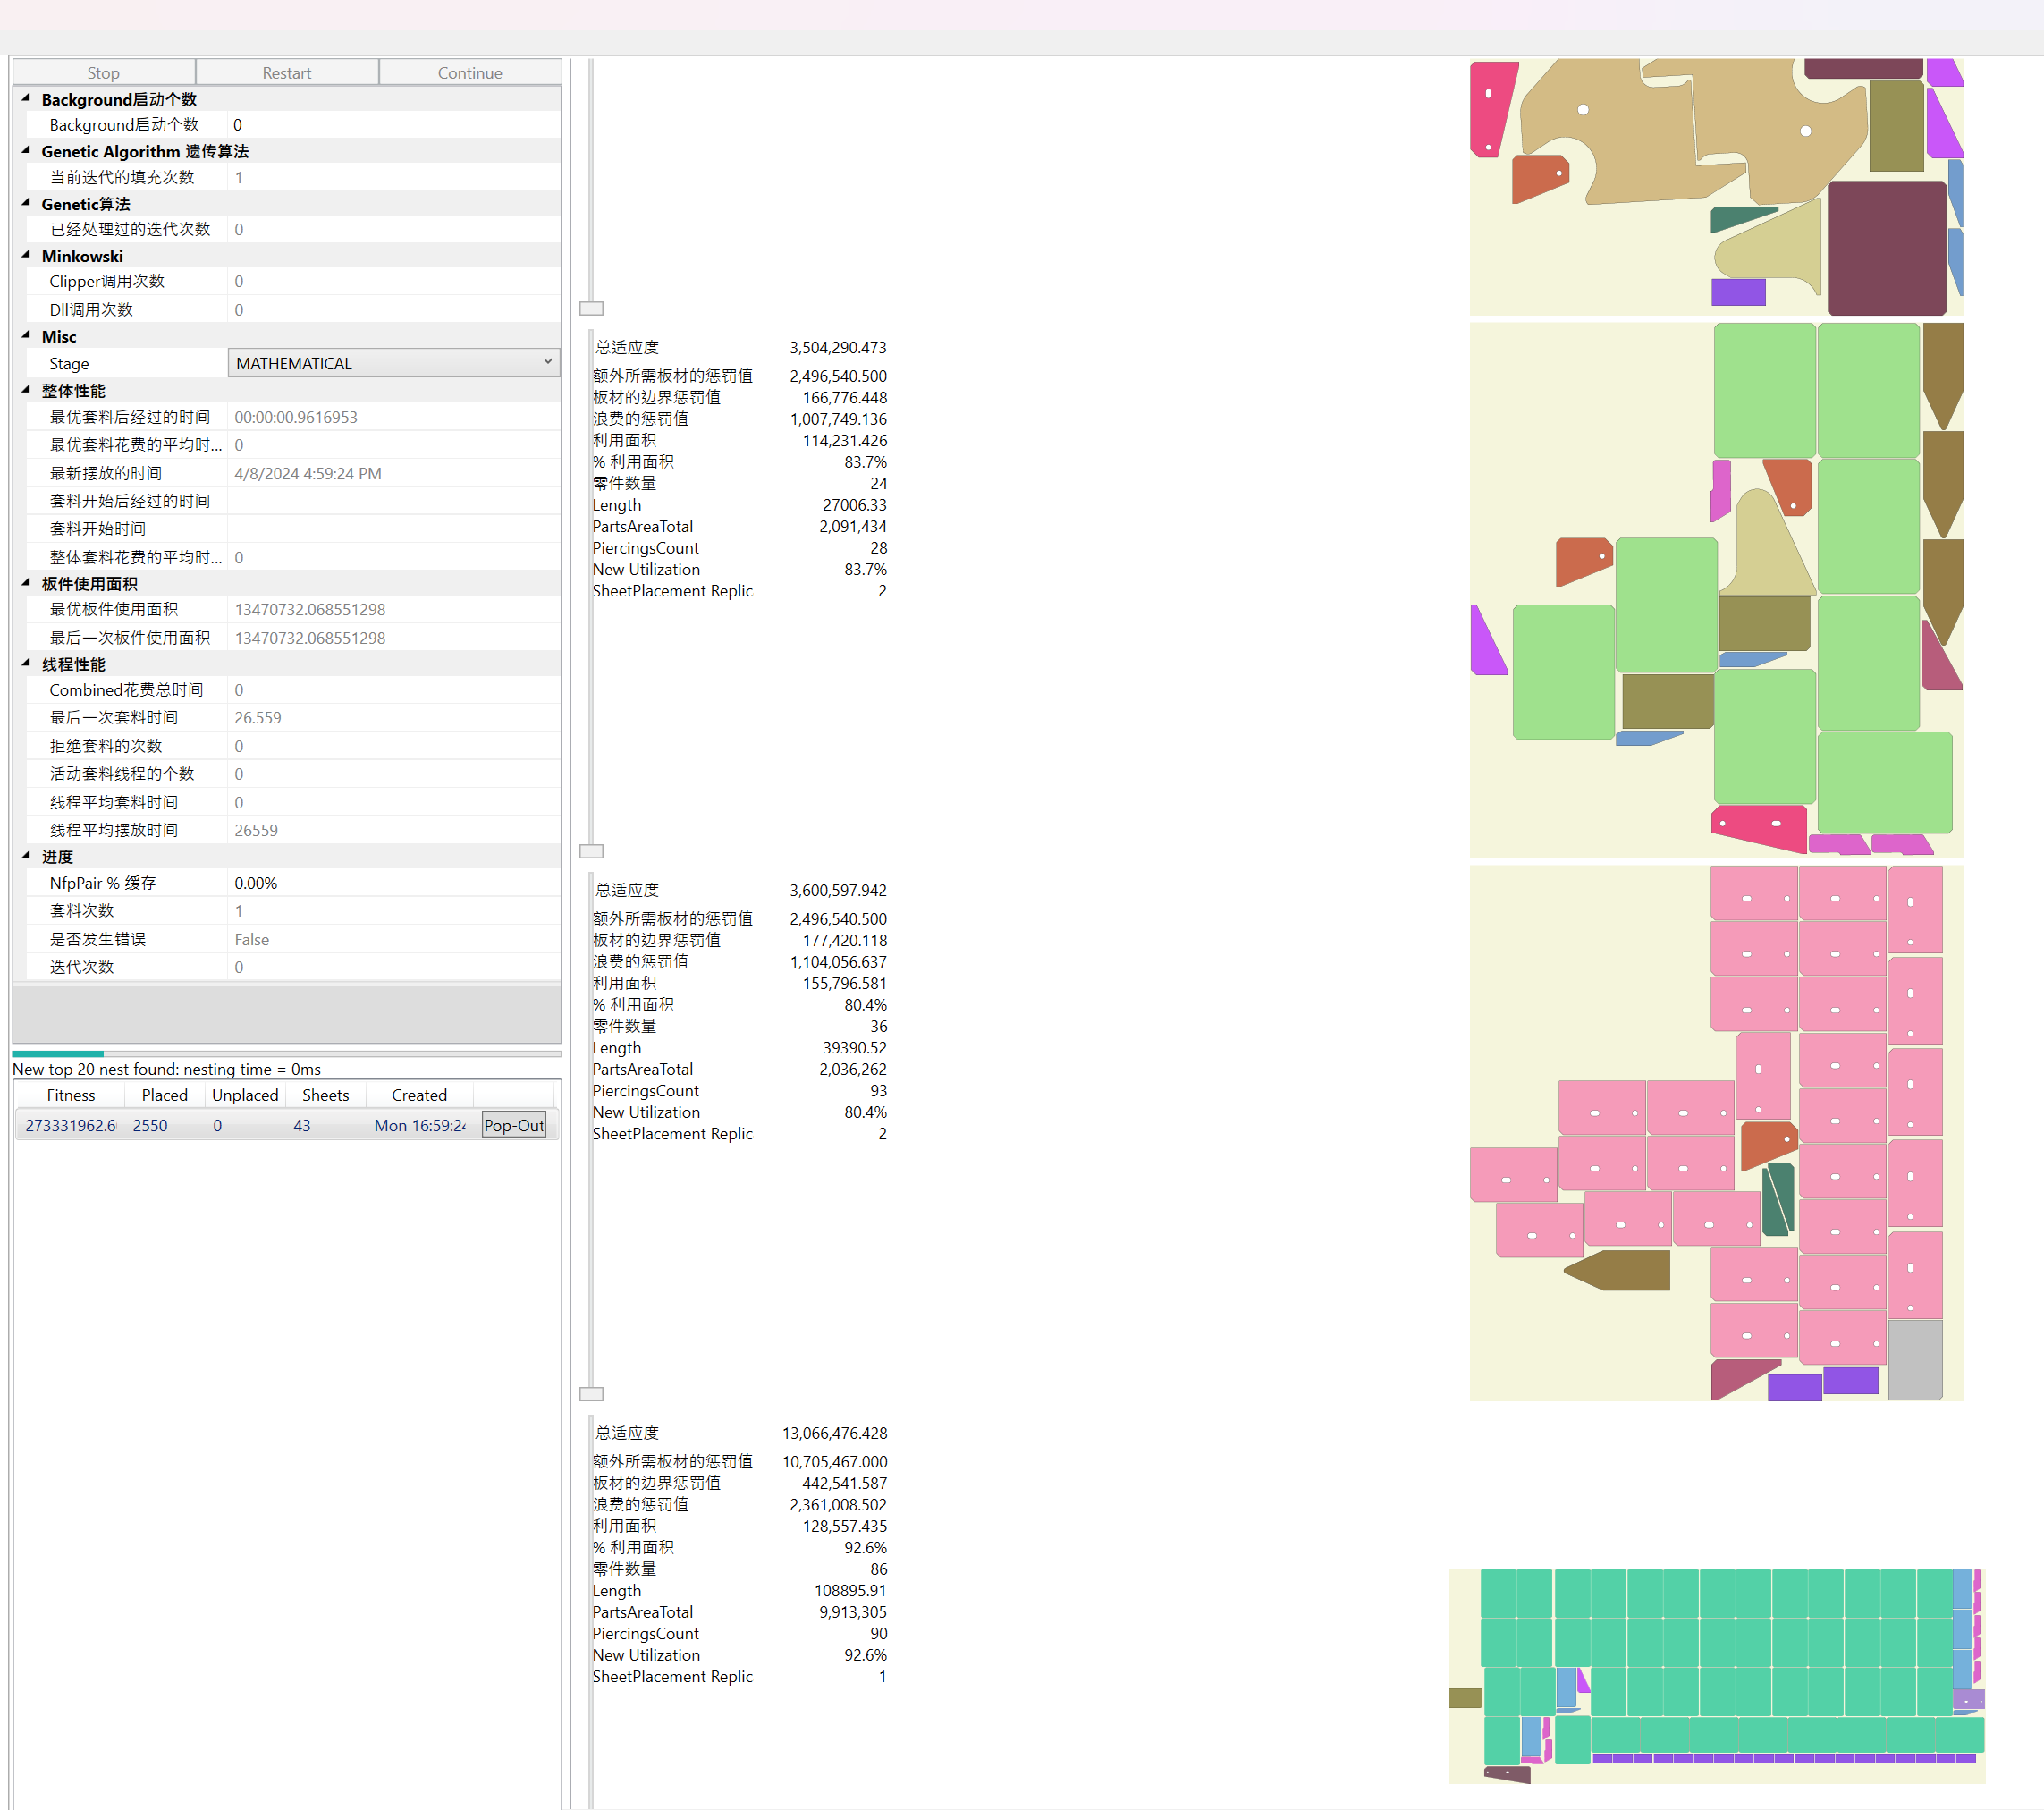 Stop Restart Continue
Background启动个数
Background启动个数 0
Genetic Algorithm 遗传算法
当前迭代的填充次数 1
Genetic算法
已经处理过的迭代次数 0
Minkowski
Clipper调用次数 0
Dll调用次数 0
Misc
Stage MATHEMATICAL
整体性能
最优套料后经过的时间 00:00:00.9616953
最优套料花费的平均时... 0
最新摆放的时间 4/8/2024 4:59:24 PM
套料开始后经过的时间
套料开始时间
整体套料花费的平均时... 0
板件使用面积
最优板件使用面积 13470732.068551298
最后一次板件使用面积 13470732.068551298
线程性能
Combined花费总时间 0
最后一次套料时间 26.559
拒绝套料的次数 0
活动套料线程的个数 0
线程平均套料时间 0
线程平均摆放时间 26559
进度
NfpPair % 缓存 0.00%
套料次数 1
是否发生错误 False
迭代次数 0
New top 20 nest found: nesting time = 0ms
Fitness Placed Unplaced Sheets Created
273331962.6 2550 0 43 Mon 16:59:24 Pop-Out
总适应度 3,504,290.473
额外所需板材的惩罚值 2,496,540.500
板材的边界惩罚值 166,776.448
浪费的惩罚值 1,007,749.136
利用面积 114,231.426
% 利用面积 83.7%
零件数量 24
Length 27006.33
PartsAreaTotal 2,091,434
PiercingsCount 28
New Utilization 83.7%
SheetPlacement Replic 2
总适应度 3,600,597.942
额外所需板材的惩罚值 2,496,540.500
板材的边界惩罚值 177,420.118
浪费的惩罚值 1,104,056.637
利用面积 155,796.581
% 利用面积 80.4%
零件数量 36
Length 39390.52
PartsAreaTotal 2,036,262
PiercingsCount 93
New Utilization 80.4%
SheetPlacement Replic 2
总适应度 13,066,476.428
额外所需板材的惩罚值 10,705,467.000
板材的边界惩罚值 442,541.587
浪费的惩罚值 2,361,008.502
利用面积 128,557.435
% 利用面积 92.6%
零件数量 86
Length 108895.91
PartsAreaTotal 9,913,305
PiercingsCount 90
New Utilization 92.6%
SheetPlacement Replic 1